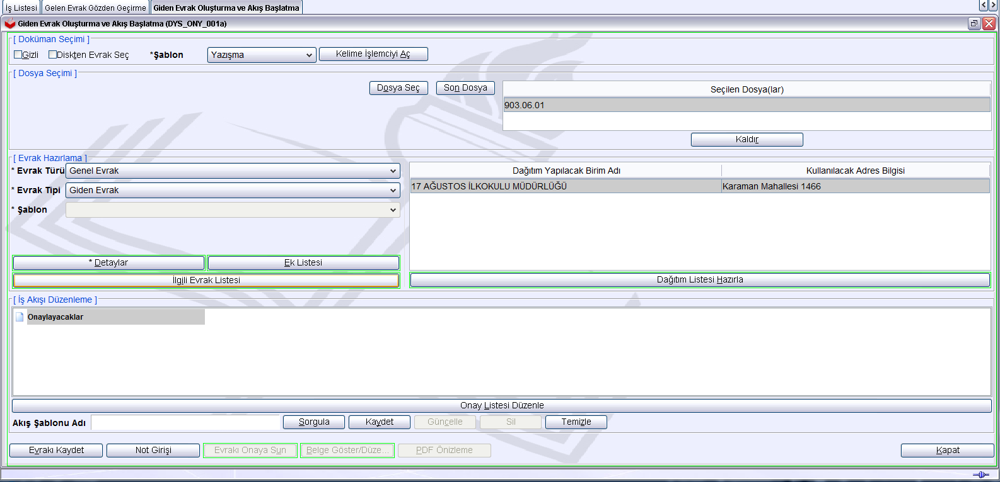 İş Listesi Gelen Evrak Gözden Geçirme Giden Evrak Oluşturma ve Akış Başlatma
Giden Evrak Oluşturma ve Akış Başlatma (DYS_ONY_001a)
[ Doküman Seçimi ]
Gizli Diskten Evrak Seç *Şablon Yazışma Kelime İşlemciyi Aç
[ Dosya Seçimi ]
Dosya Seç Son Dosya Seçilen Dosya(lar)
903.06.01
Kaldır
[ Evrak Hazırlama ]
* Evrak Türü Genel Evrak Dağıtım Yapılacak Birim Adı Kullanılacak Adres Bilgisi
* Evrak Tipi Giden Evrak 17 AĞUSTOS İLKOKULU MÜDÜRLÜĞÜ Karaman Mahallesi 1466
* Şablon
* Detaylar Ek Listesi
İlgili Evrak Listesi Dağıtım Listesi Hazırla
[ İş Akışı Düzenleme ]
Onaylayacaklar
Onay Listesi Düzenle
Akış Şablonu Adı Sorgula Kaydet Güncelle Sil Temizle
Evrakı Kaydet Not Girişi Evrakı Onaya Sun Belge Göster/Düze... PDF Önizleme Kapat